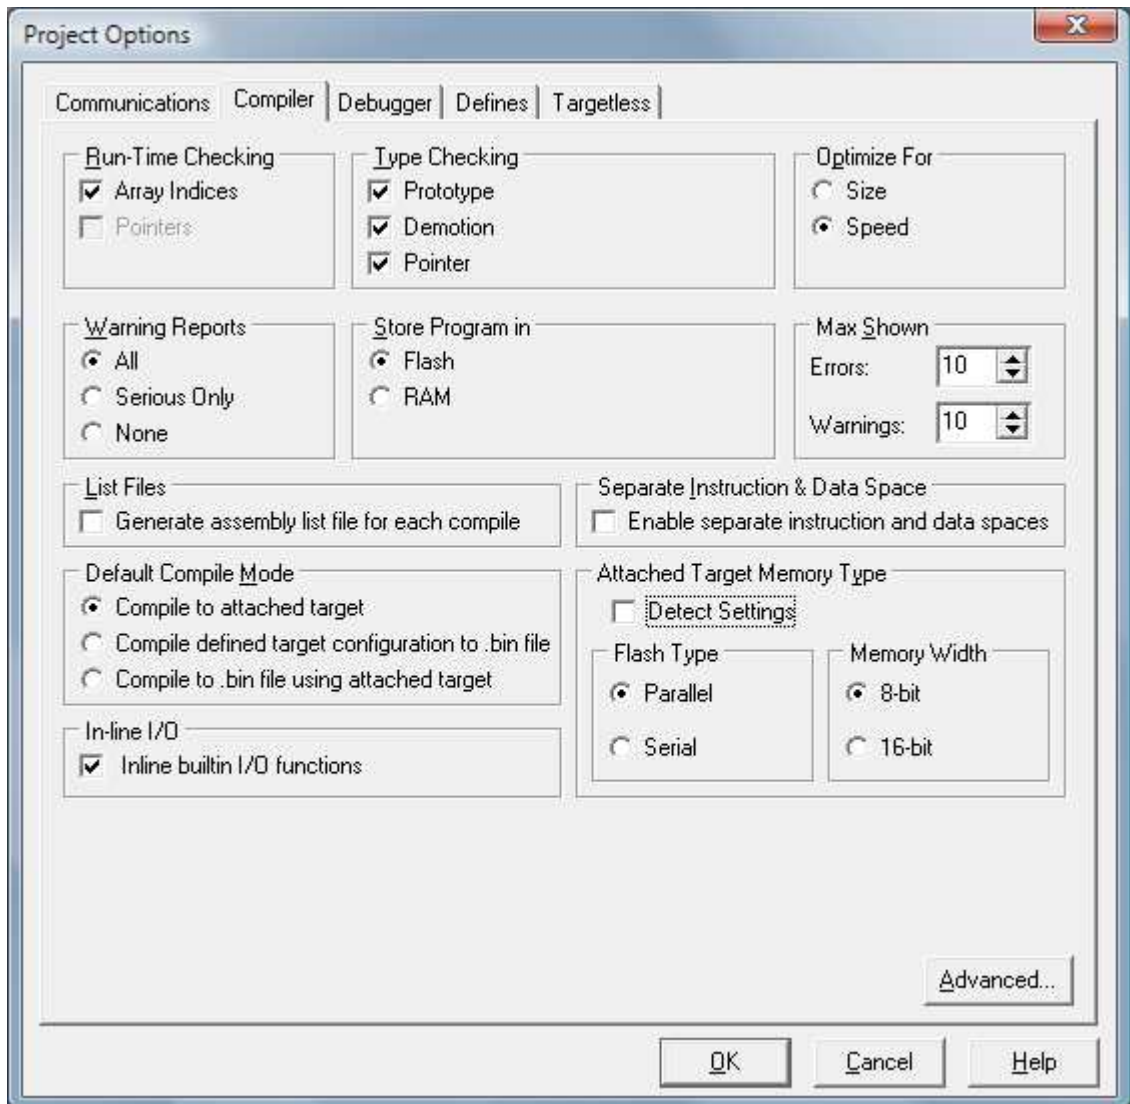 Project Options
Communications Compiler Debugger Defines Targetless
Run-Time Checking
Array Indices
Pointers
Type Checking
Prototype
Demotion
Pointer
Optimize For
Size
Speed
Warning Reports
All
Serious Only
None
Store Program in
Flash
RAM
Max Shown
Errors: 10
Warnings: 10
List Files
Generate assembly list file for each compile
Separate Instruction & Data Space
Enable separate instruction and data spaces
Default Compile Mode
Compile to attached target
Compile defined target configuration to .bin file
Compile to .bin file using attached target
Attached Target Memory Type
Detect Settings
Flash Type
Parallel
Serial
Memory Width
8-bit
16-bit
In-line I/O
Inline builtin I/O functions
Advanced...
OK Cancel Help